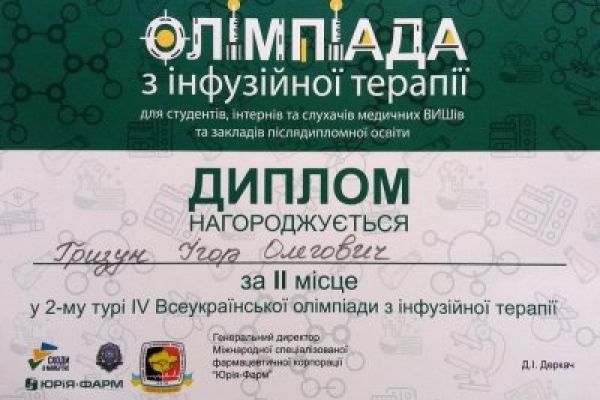 ОЛІМПІАДА
з інфузійної терапії
для студентів, інтернів та слухачів медичних ВИШів
та закладів післядипломної освіти
ДИПЛОМ
НАГОРОДЖУЄТЬСЯ
Гризун Ігор Олегович
за II місце
у 2-му турі IV Всеукраїнської олімпіади з інфузійної терапії
Генеральний директор
Міжнародної спеціалізованої
фармацевтичної корпорації
"Юрія-Фарм"
Д.І. Деркач
СХОДИ
ЮРІЯ·ФАРМ